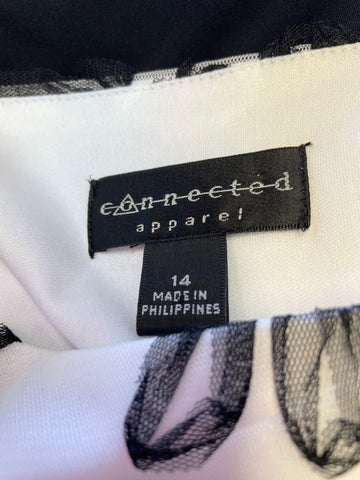 connected
apparel
14
MADE IN
PHILIPPINES